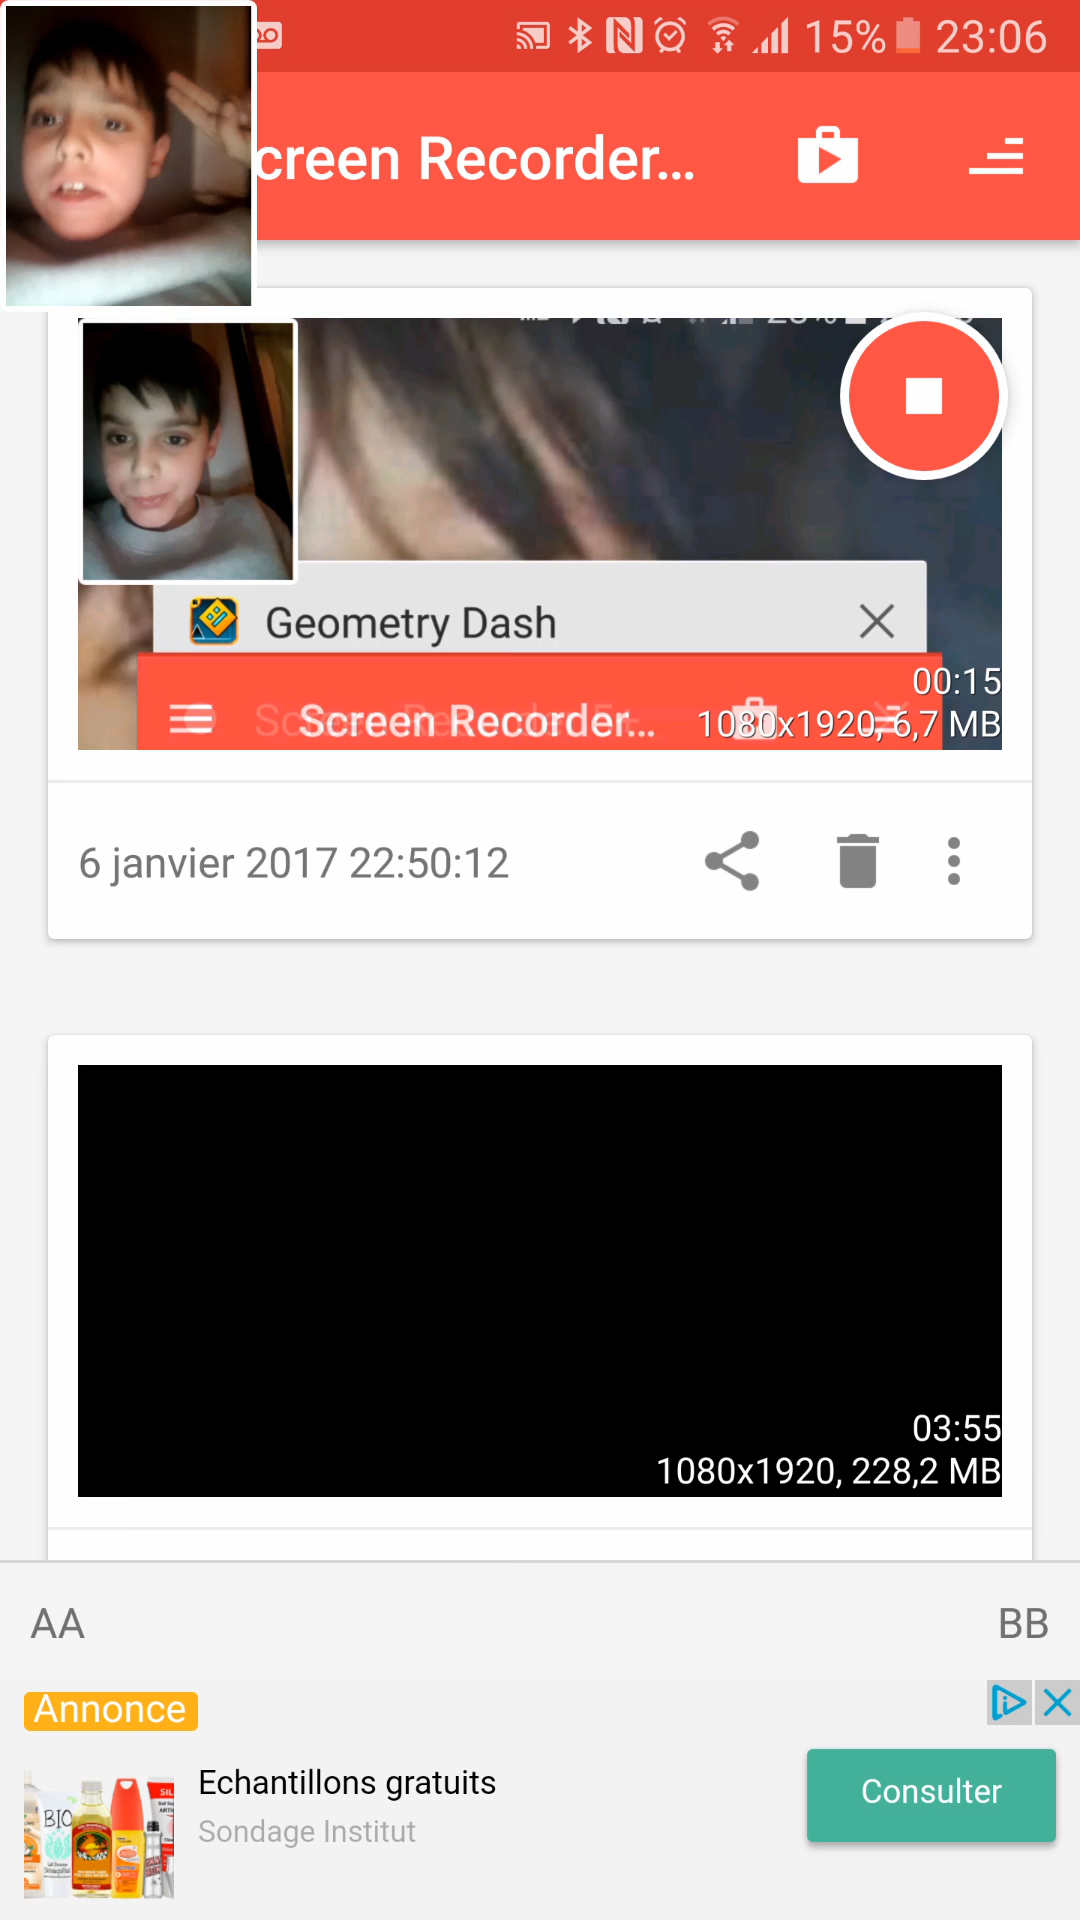 15% 23:06
creen Recorder...
Geometry Dash
Screen Recorder...
00:15
1080x1920, 6,7 MB
6 janvier 2017 22:50:12
03:55
1080x1920, 228,2 MB
AA BB
Annonce
Echantillons gratuits
Sondage Institut
Consulter
BIO